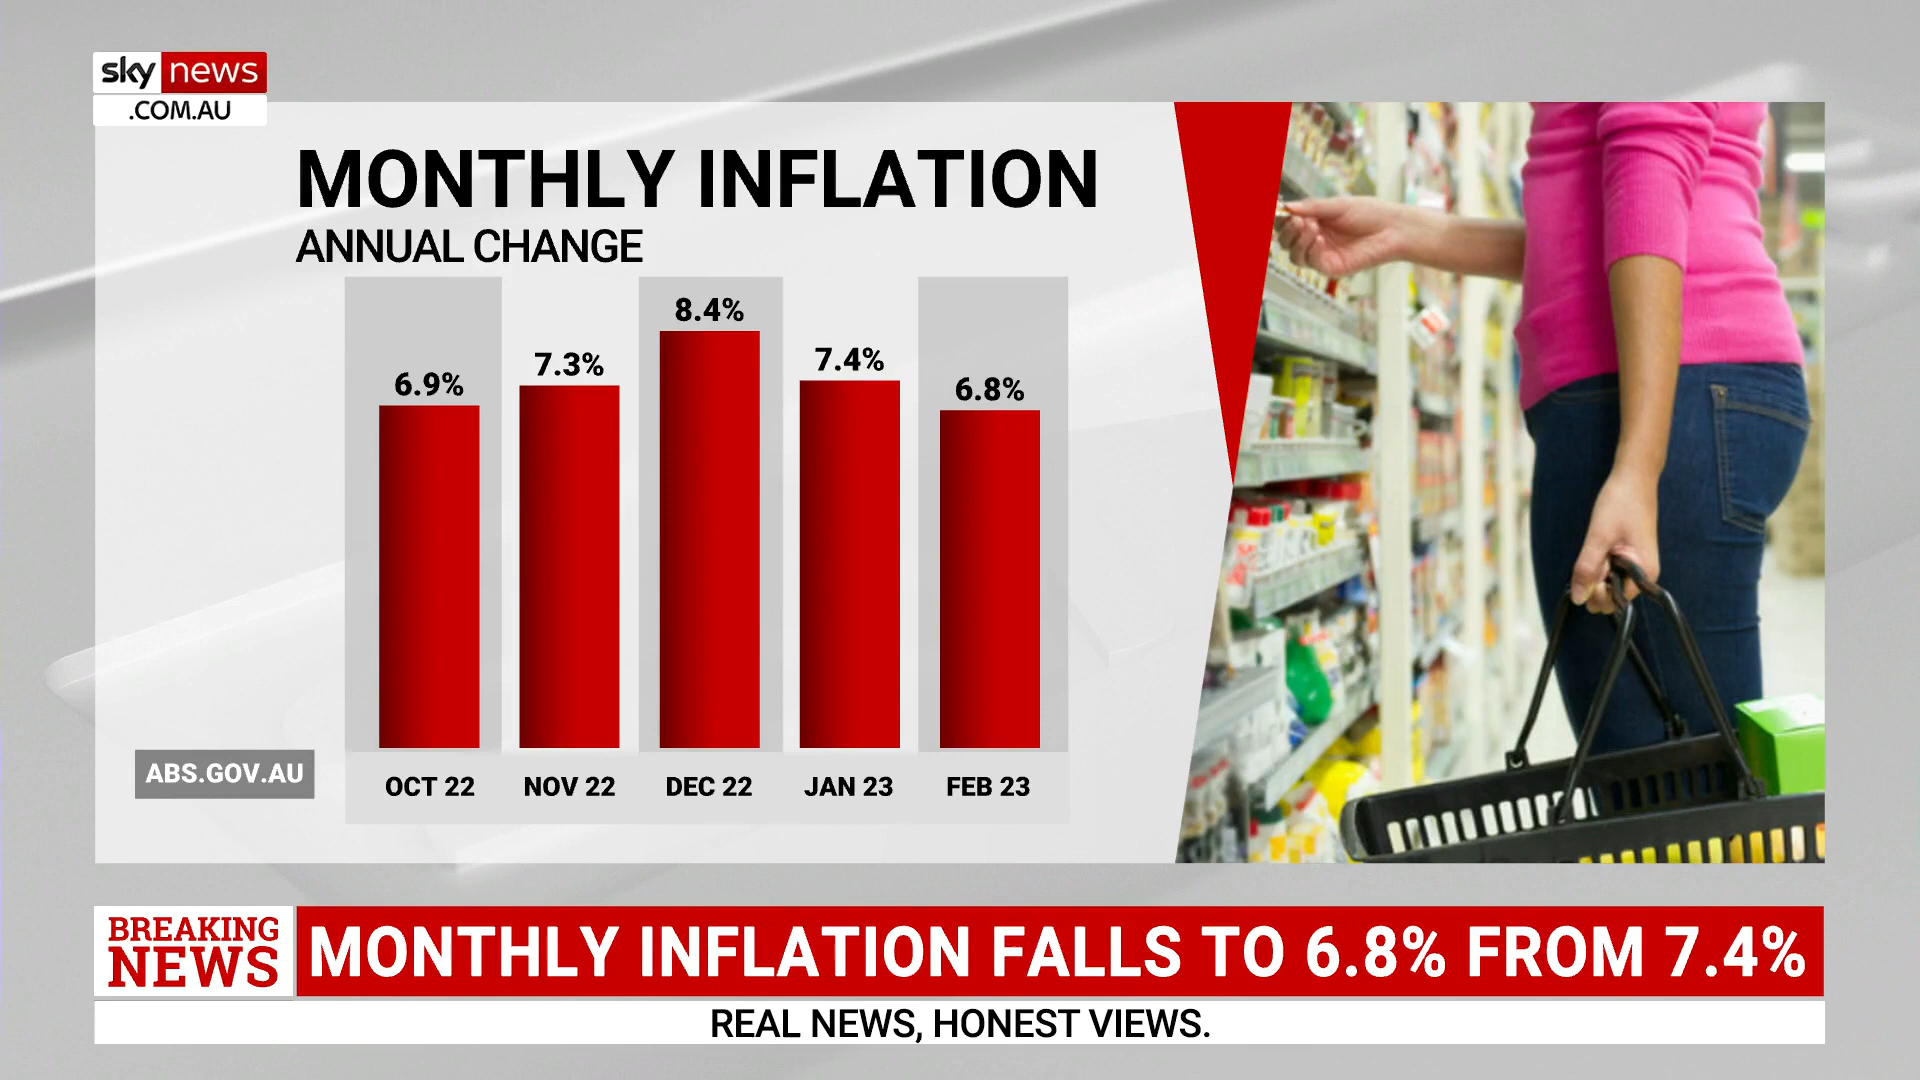 sky news
.COM.AU
MONTHLY INFLATION
ANNUAL CHANGE
6.9%
7.3%
8.4%
7.4%
6.8%
OCT 22
NOV 22
DEC 22
JAN 23
FEB 23
ABS.GOV.AU
BREAKING
NEWS
MONTHLY INFLATION FALLS TO 6.8% FROM 7.4%
REAL NEWS, HONEST VIEWS.